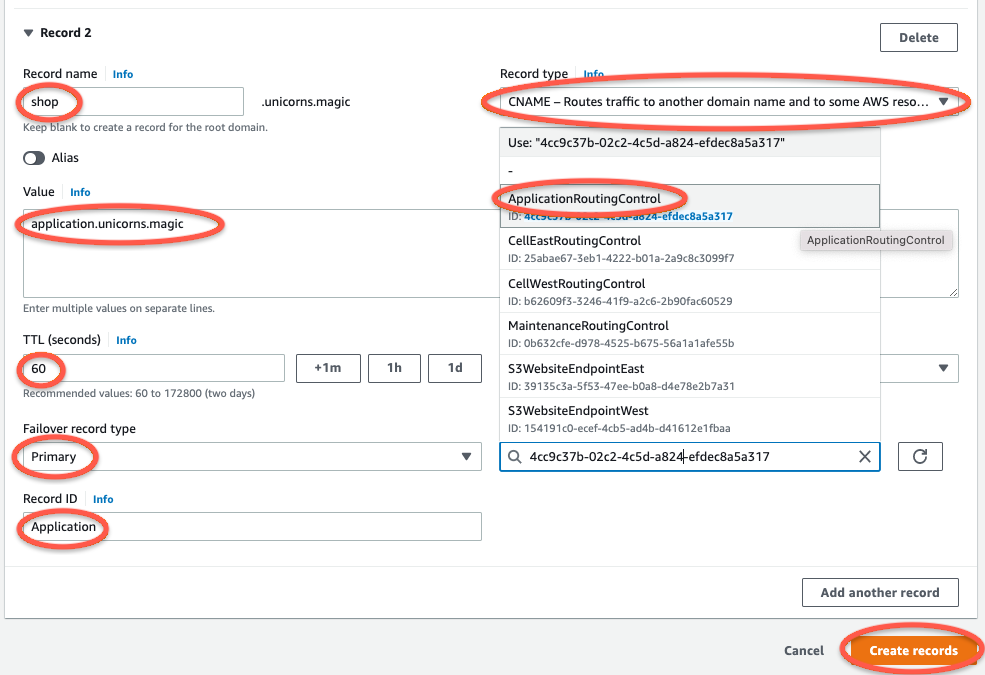 Record 2
Delete
Record name Info
shop
.unicorns.magic
Keep blank to create a record for the root domain.
Record type Info
CNAME – Routes traffic to another domain name and to some AWS reso...
Alias
Value Info
application.unicorns.magic
Enter multiple values on separate lines.
Use: "4cc9c37b-02c2-4c5d-a824-efdec8a5a317"
-
ApplicationRoutingControl
ID: 4cc9c37b-02c2-4c5d-a824-efdec8a5a317
ApplicationRoutingControl
CellEastRoutingControl
ID: 25abae67-3eb1-4222-b01a-2a9c8c3099f7
CellWestRoutingControl
ID: b62609f3-3246-41f9-a2c6-2b90fac60529
MaintenanceRoutingControl
ID: 0b632cfe-d978-4525-b675-56a1a1afe55b
S3WebsiteEndpointEast
ID: 39135c3a-5f53-47ee-b0a8-d4e78e2b7a31
S3WebsiteEndpointWest
ID: 154191c0-ecef-4cb5-ad4b-d41612e1fbaa
TTL (seconds) Info
60
+1m
1h
1d
Recommended values: 60 to 172800 (two days)
Failover record type
Primary
4cc9c37b-02c2-4c5d-a824-efdec8a5a317
Record ID Info
Application
Add another record
Cancel
Create records